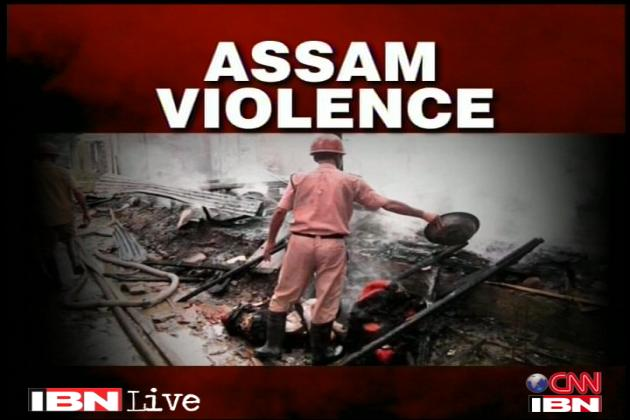 ASSAM
VIOLENCE
IBN Live
CNN
IBN